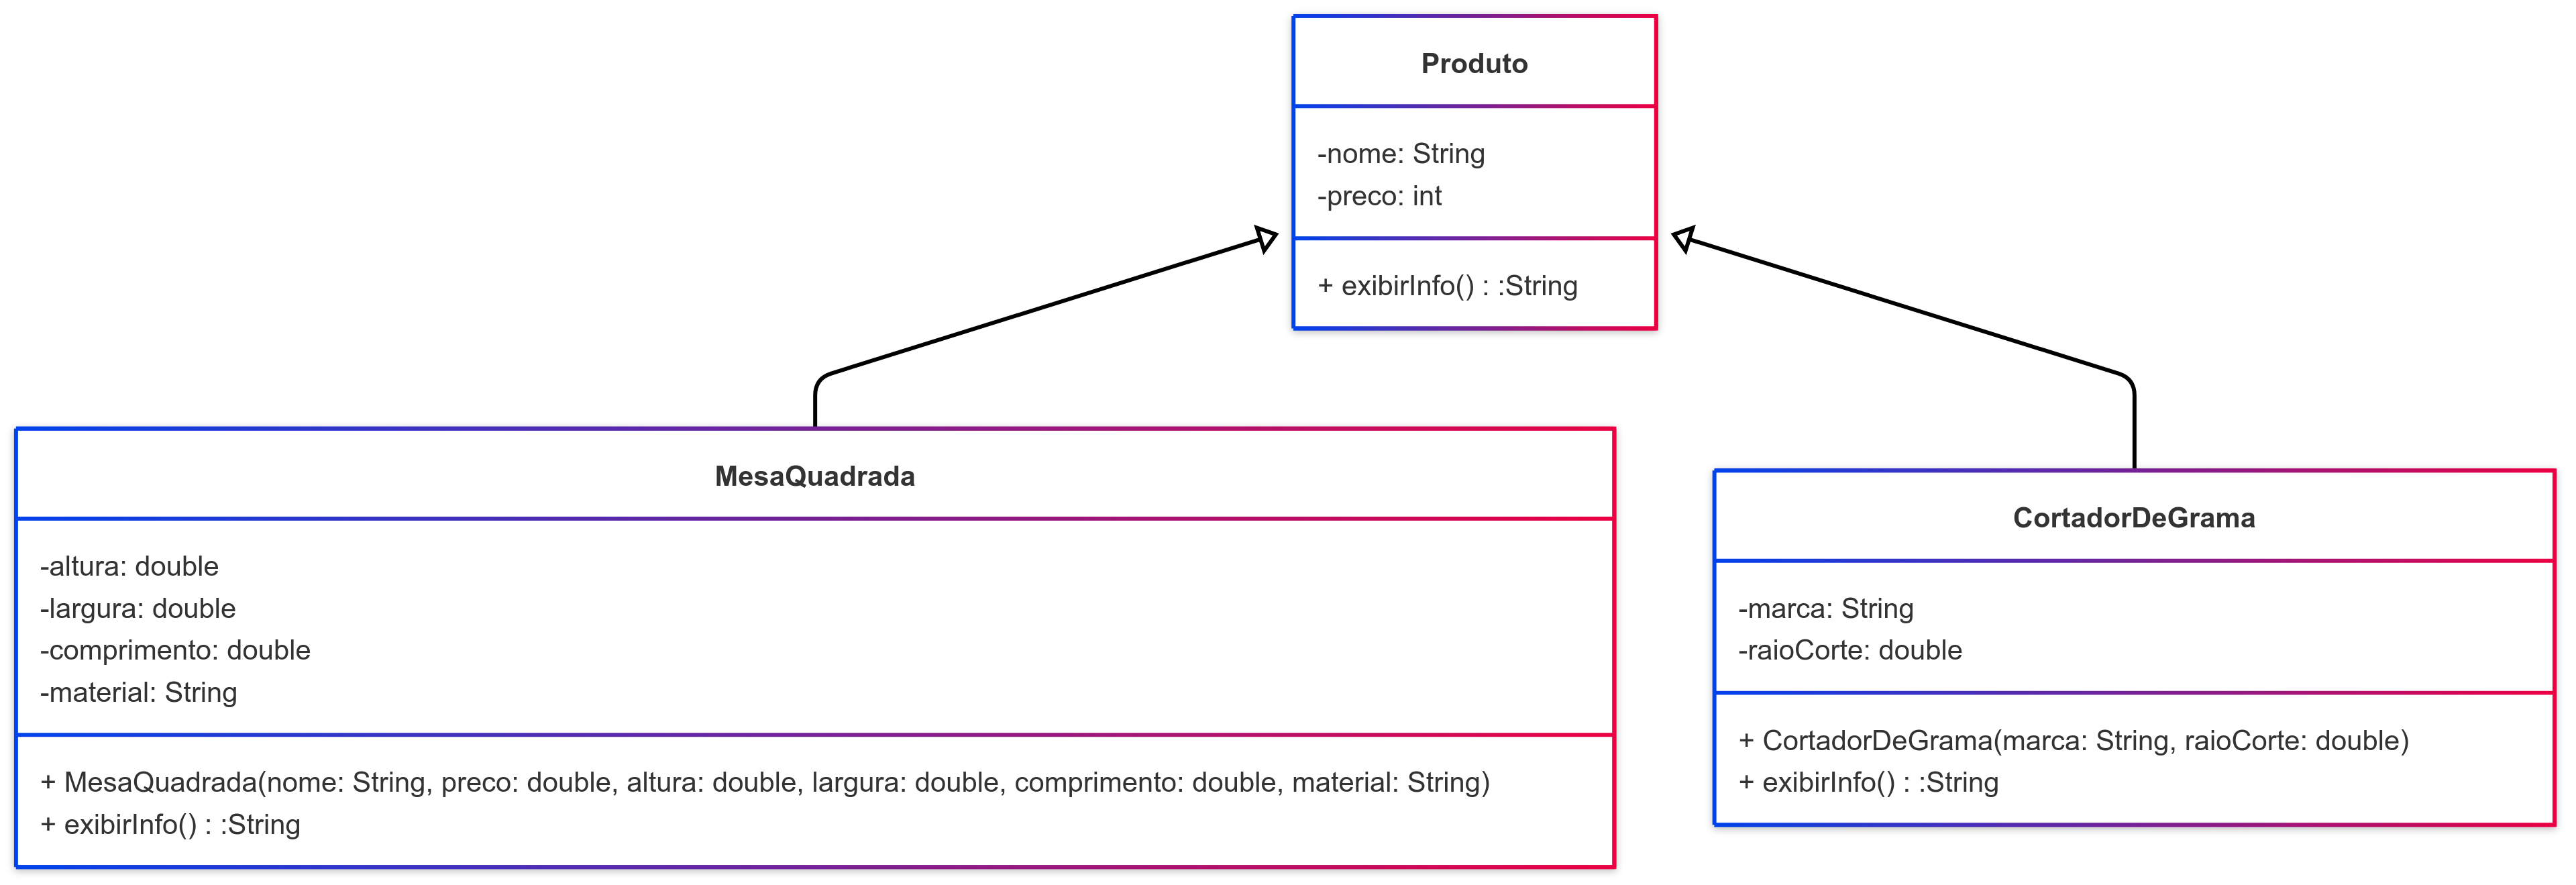 Produto
-nome: String
-preco: int
+ exibirInfo() : :String
MesaQuadrada
-altura: double
-largura: double
-comprimento: double
-material: String
+ MesaQuadrada(nome: String, preco: double, altura: double, largura: double, comprimento: double, material: String)
+ exibirInfo() : :String
CortadorDeGrama
-marca: String
-raioCorte: double
+ CortadorDeGrama(marca: String, raioCorte: double)
+ exibirInfo() : :String